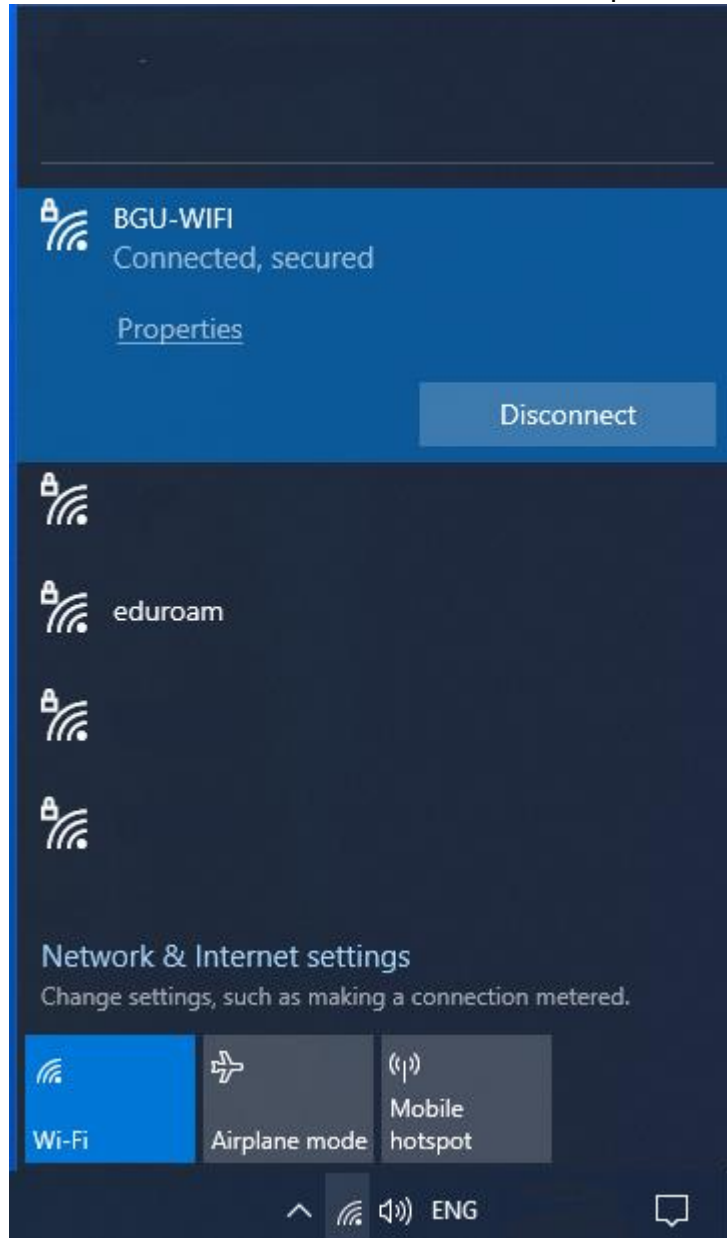 BGU-WIFI
Connected, secured
Properties
Disconnect
eduroam
Network & Internet settings
Change settings, such as making a connection metered.
Wi-Fi
Airplane mode
Mobile
hotspot
ENG